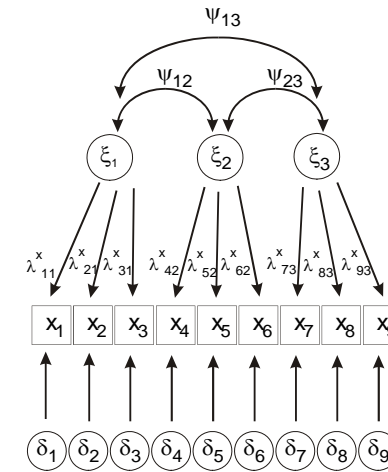 ψ13
ψ12 ψ23
ξ1 ξ2 ξ3
λx11 λx21 λx31 λx42 λx52 λx62 λx73 λx83 λx93
x1 x2 x3 x4 x5 x6 x7 x8 x
δ1 δ2 δ3 δ4 δ5 δ6 δ7 δ8 δ9